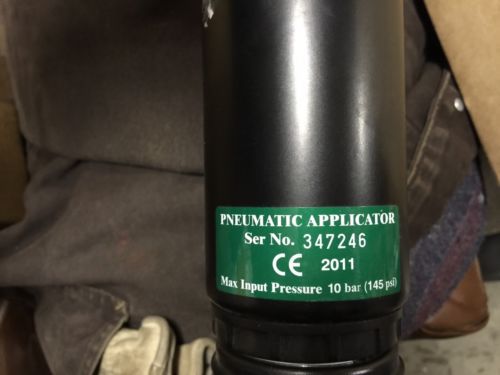 PNEUMATIC APPLICATOR
Ser No. 347246
CE 2011
Max Input Pressure 10 bar (145 psi)